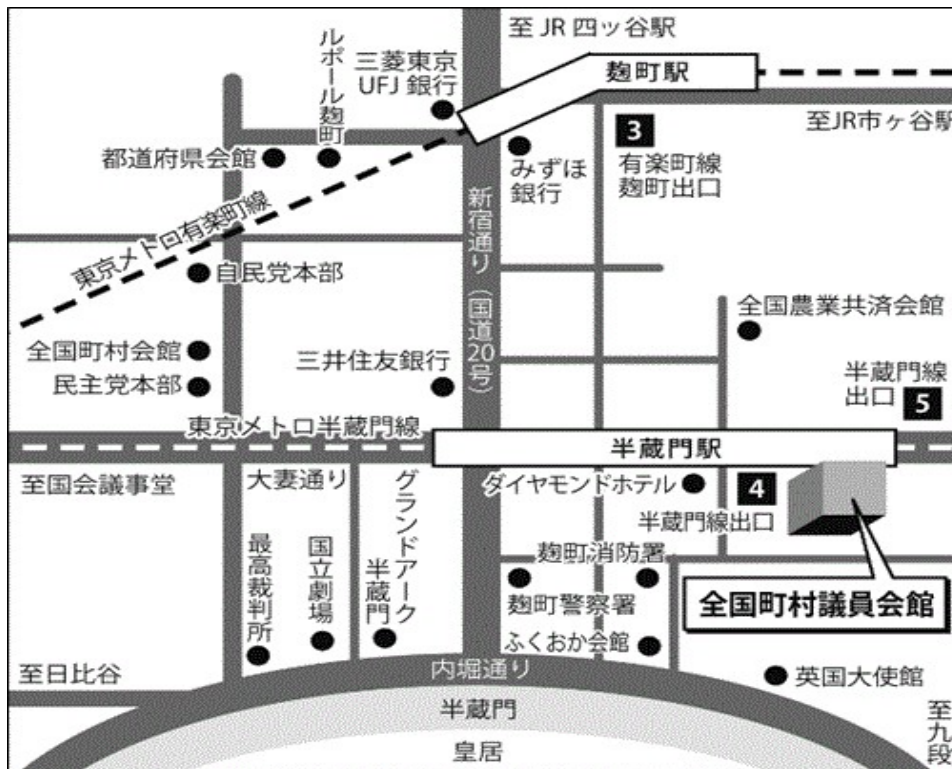 至 JR 四ッ谷駅
ルポール麹町
三菱東京
UFJ 銀行
麹町駅
至JR市ヶ谷駅
3
有楽町線
麹町出口
都道府県会館
みずほ
銀行
東京メトロ有楽町線
新宿通り（国道20号）
自民党本部
全国農業共済会館
全国町村会館
民主党本部
三井住友銀行
半蔵門線
出口 5
東京メトロ半蔵門線
半蔵門駅
至国会議事堂
大妻通り
グランドアーク
半蔵門
ダイヤモンドホテル
4
半蔵門線出口
最高裁判所
国立劇場
麹町消防署
麹町警察署
全国町村議員会館
ふくおか会館
至日比谷
内堀通り
英国大使館
半蔵門
至九段
皇居